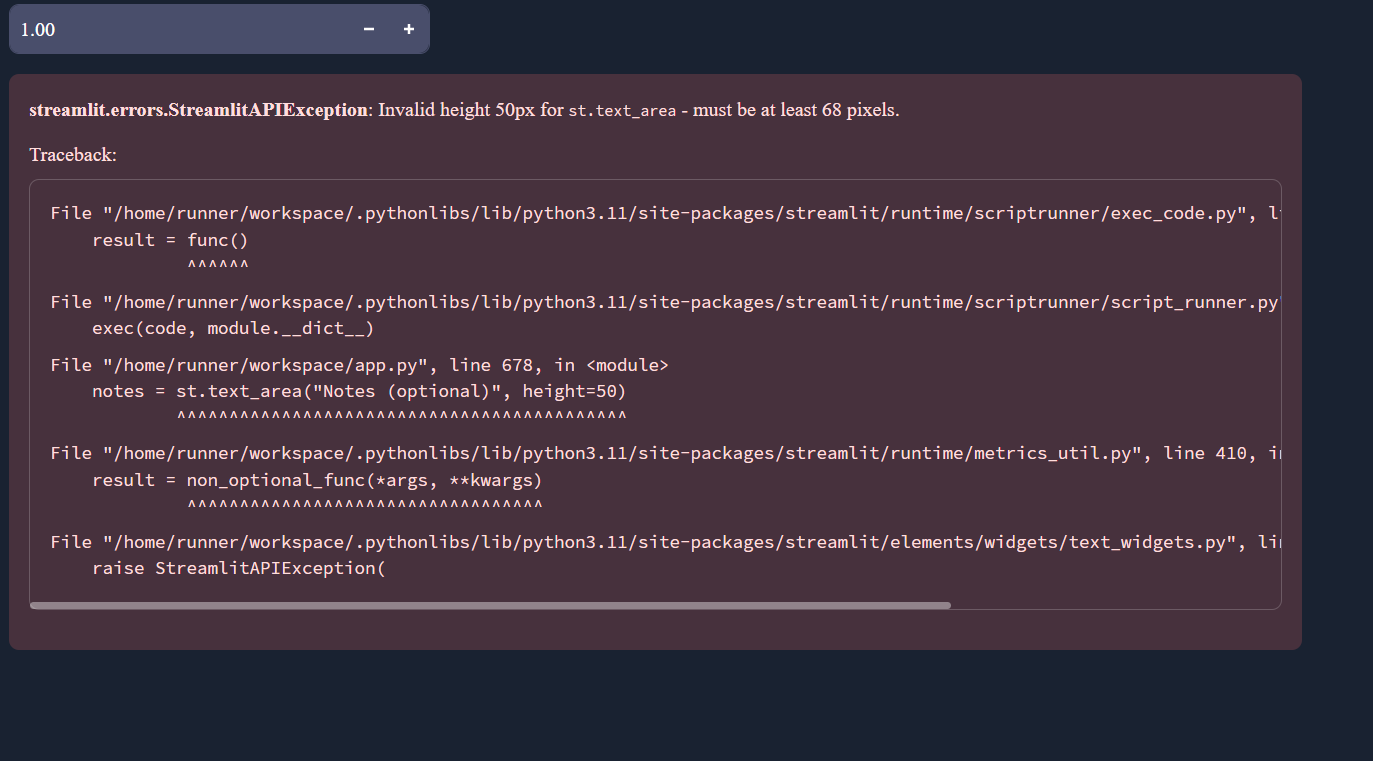 1.00
streamlit.errors.StreamlitAPIException: Invalid height 50px for st.text_area - must be at least 68 pixels.
Traceback:
File "/home/runner/workspace/.pythonlibs/lib/python3.11/site-packages/streamlit/runtime/scriptrunner/exec_code.py",
result = func()
^^^^^^
File "/home/runner/workspace/.pythonlibs/lib/python3.11/site-packages/streamlit/runtime/scriptrunner/script_runner.py
exec(code, module.__dict__)
File "/home/runner/workspace/app.py", line 678, in <module>
notes = st.text_area("Notes (optional)", height=50)
^^^^^^^^^^^^^^^^^^^^^^^^^^^^^^^^^^^^^^^^^^^
File "/home/runner/workspace/.pythonlibs/lib/python3.11/site-packages/streamlit/runtime/metrics_util.py", line 410,
result = non_optional_func(*args, **kwargs)
^^^^^^^^^^^^^^^^^^^^^^^^^^^^^^^^^^
File "/home/runner/workspace/.pythonlibs/lib/python3.11/site-packages/streamlit/elements/widgets/text_widgets.py",
raise StreamlitAPIException(